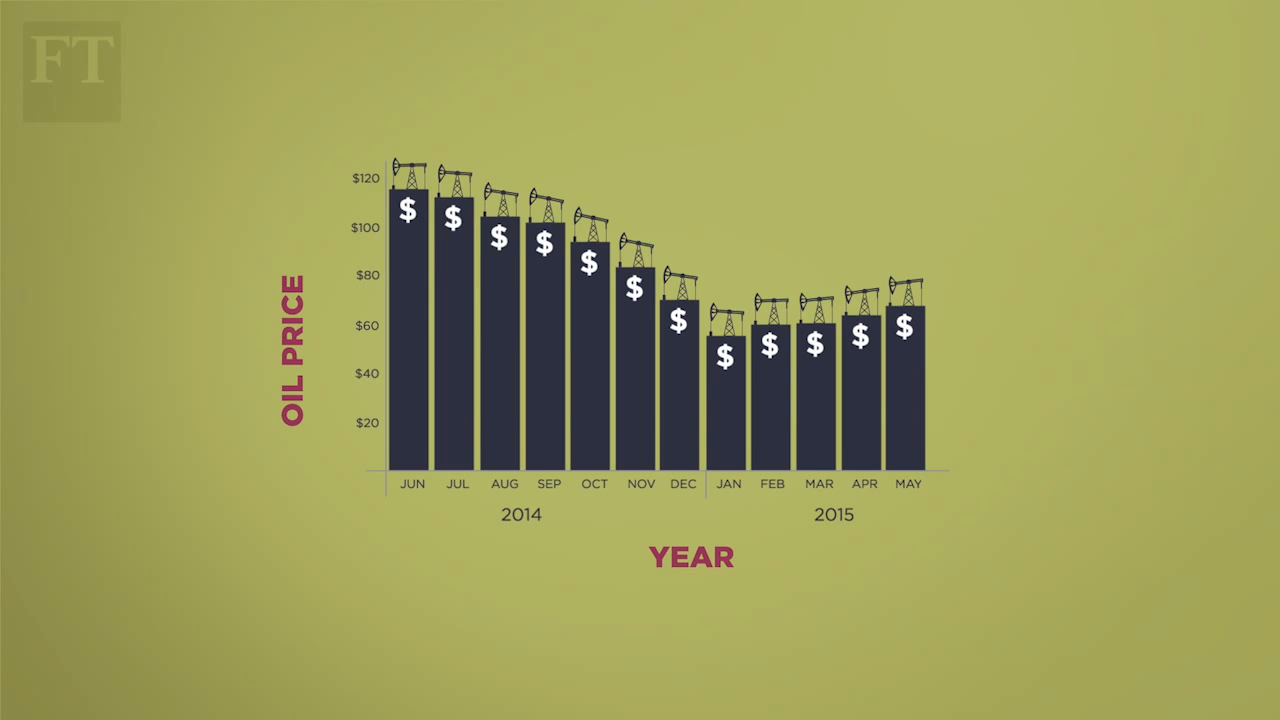 FT
$120
$100
$80
$60
$40
$20
OIL PRICE
$ $ $ $ $ $ $ $ $ $ $ $
JUN JUL AUG SEP OCT NOV DEC JAN FEB MAR APR MAY
2014 2015
YEAR